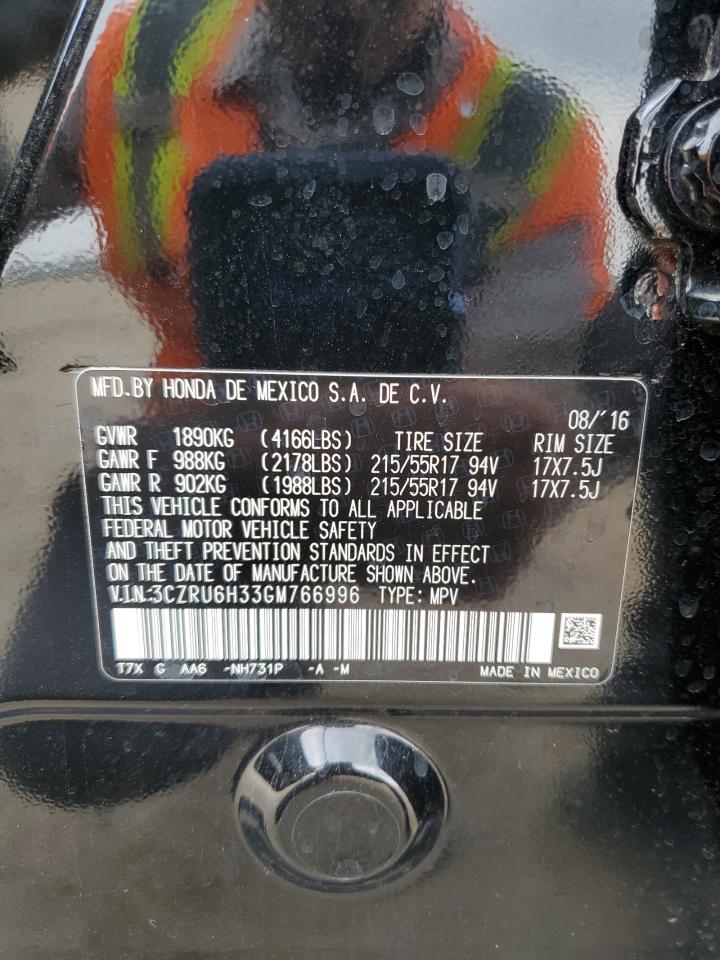 MFD.BY HONDA DE MEXICO S.A. DE C.V.
08/'16
GVWR 1890KG (4166LBS) TIRE SIZE RIM SIZE
GAWR F 988KG (2178LBS) 215/55R17 94V 17X7.5J
GAWR R 902KG (1988LBS) 215/55R17 94V 17X7.5J
THIS VEHICLE CONFORMS TO ALL APPLICABLE
FEDERAL MOTOR VEHICLE SAFETY
AND THEFT PREVENTION STANDARDS IN EFFECT
ON THE DATE OF MANUFACTURE SHOWN ABOVE.
V.I.N:3CZRU6H33GM766996 TYPE: MPV
T7X G AA6 -NH731P -A -M MADE IN MEXICO